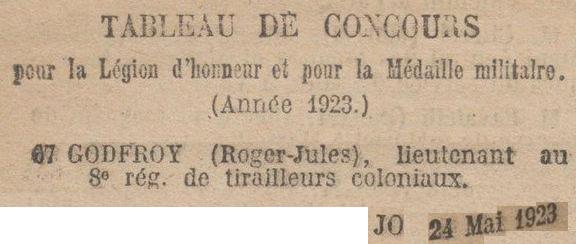 TABLEAU DE CONCOURS
pour la Légion d'honneur et pour la Médaille militaire.
(Année 1923.)
67 GODFROY (Roger-Jules), lieutenant au
8e rég. de tirailleurs coloniaux.
JO 24 Mai 1923